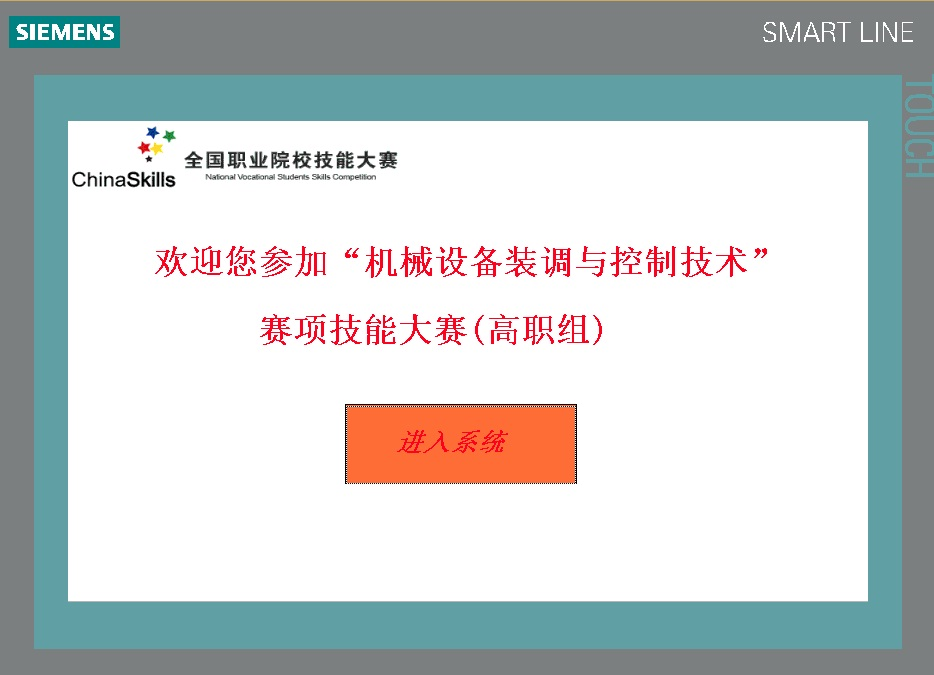 SIEMENS
SMART LINE
TOUCH
ChinaSkills
全国职业院校技能大赛
National Vocational Students Skills Competition
欢迎您参加“机械设备装调与控制技术”
赛项技能大赛(高职组)
进入系统